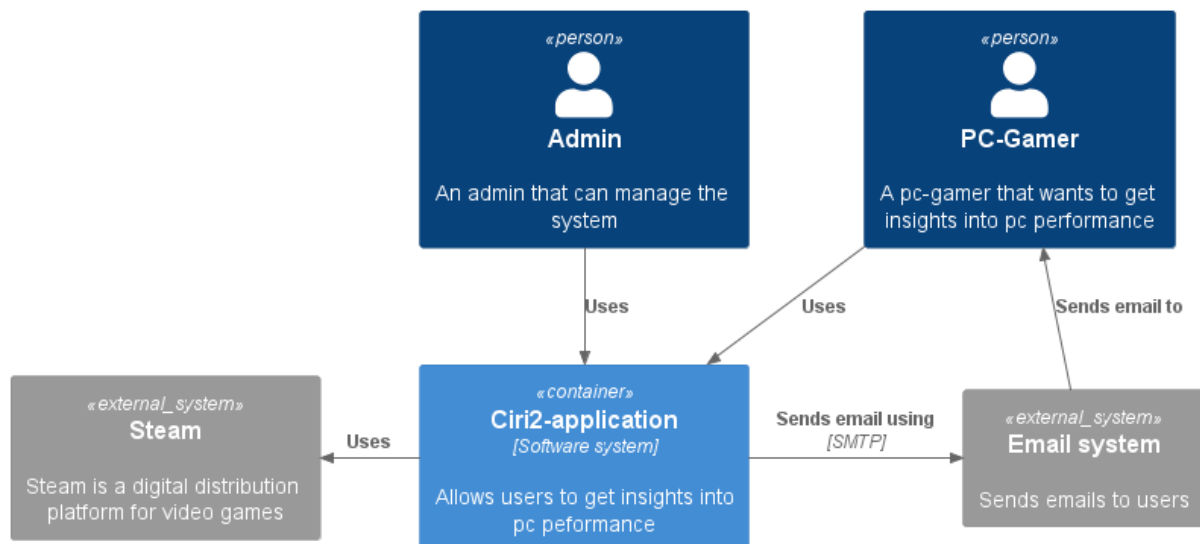 «person»
Admin
An admin that can manage the
system
«person»
PC-Gamer
A pc-gamer that wants to get
insights into pc performance
Uses
Uses
Sends email to
«external_system»
Steam
Steam is a digital distribution
platform for video games
Uses
«container»
Ciri2-application
[Software system]
Allows users to get insights into
pc peformance
Sends email using
[SMTP]
«external_system»
Email system
Sends emails to users